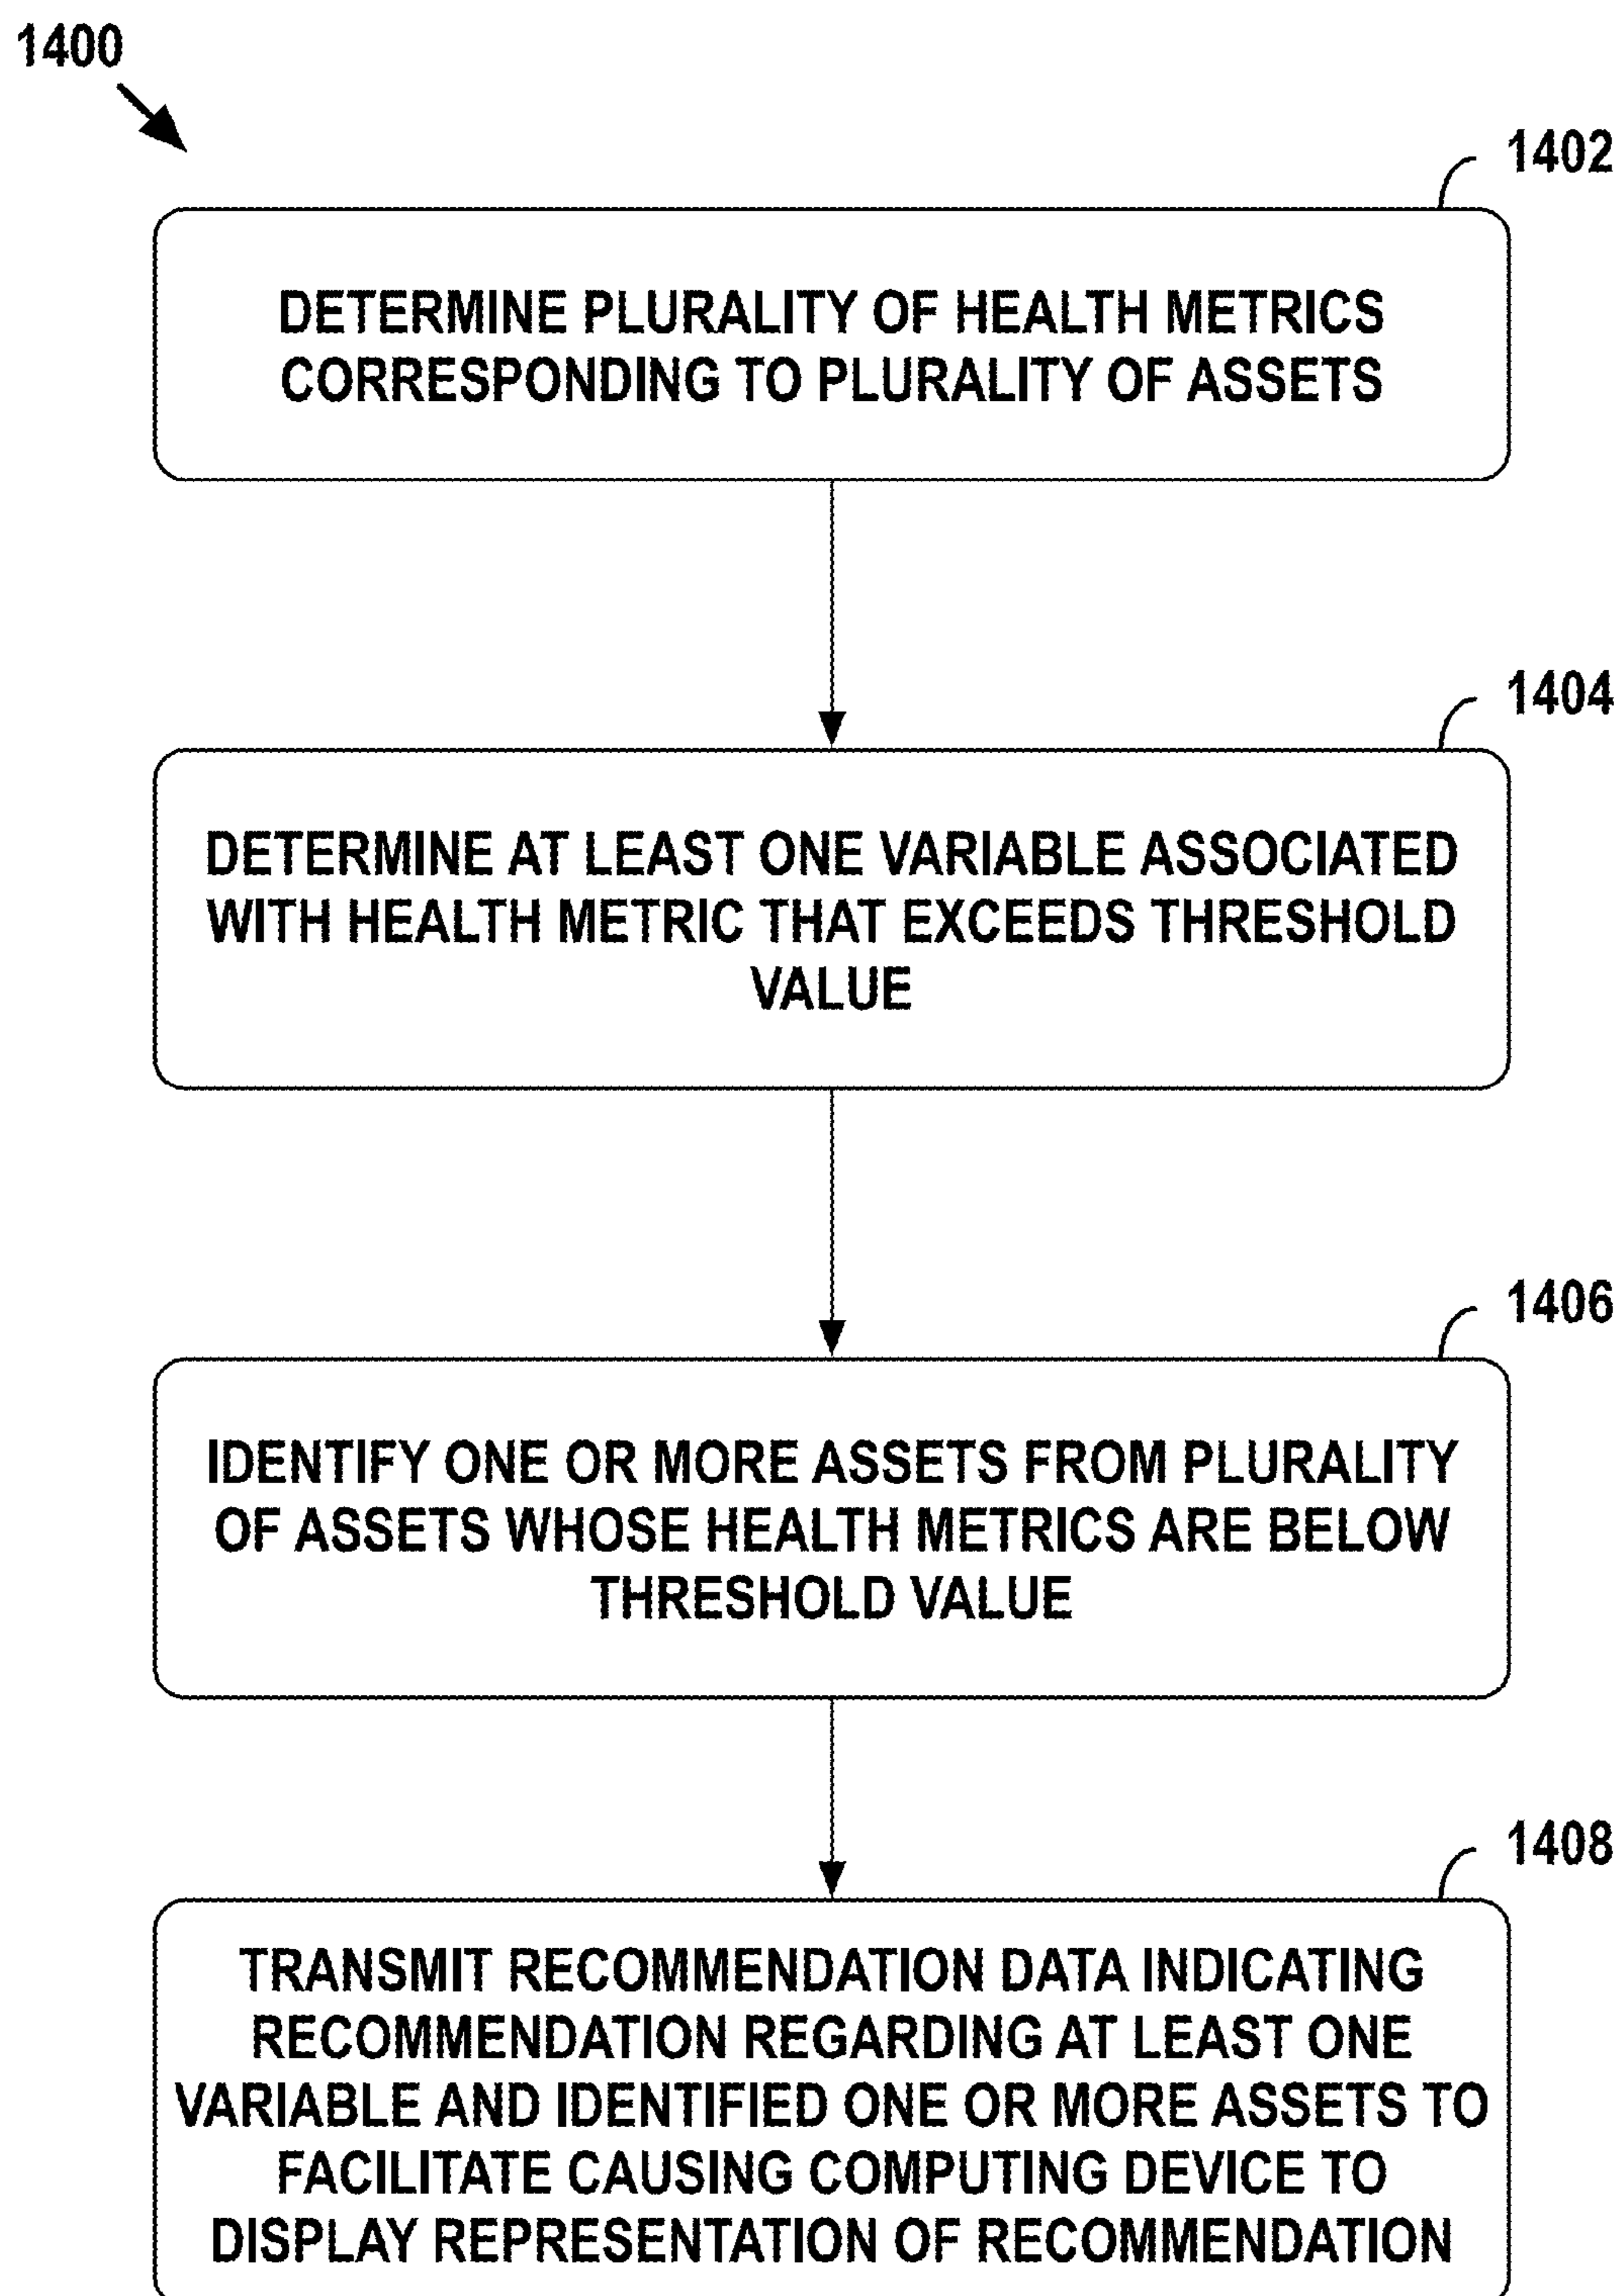 1400
1402
DETERMINE PLURALITY OF HEALTH METRICS
CORRESPONDING TO PLURALITY OF ASSETS
1404
DETERMINE AT LEAST ONE VARIABLE ASSOCIATED
WITH HEALTH METRIC THAT EXCEEDS THRESHOLD
VALUE
1406
IDENTIFY ONE OR MORE ASSETS FROM PLURALITY
OF ASSETS WHOSE HEALTH METRICS ARE BELOW
THRESHOLD VALUE
1408
TRANSMIT RECOMMENDATION DATA INDICATING
RECOMMENDATION REGARDING AT LEAST ONE
VARIABLE AND IDENTIFIED ONE OR MORE ASSETS TO
FACILITATE CAUSING COMPUTING DEVICE TO
DISPLAY REPRESENTATION OF RECOMMENDATION